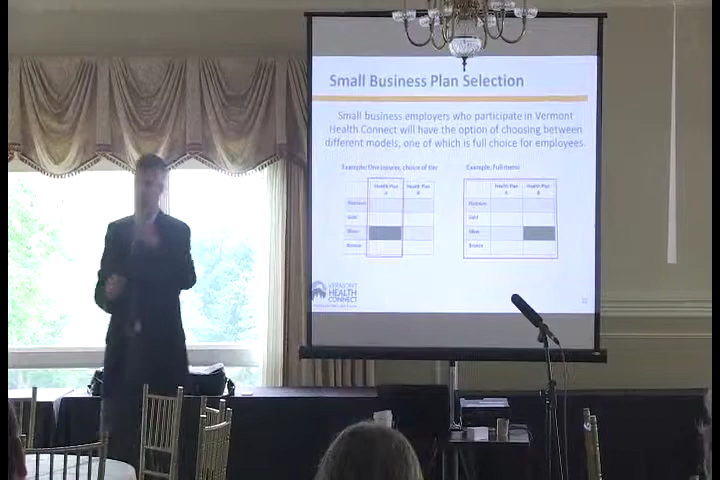 Small Business Plan Selection
Small business employers who participate in Vermont
Health Connect will have the option of choosing between
different models, one of which is full choice for employees.
Example: One insurer, choice of tier
Example: Full menu
Health Plan
A
Health Plan
B
Platinum
Gold
Silver
Bronze
Health Plan
A
Health Plan
B
Platinum
Gold
Silver
Bronze
VERMONT
HEALTH
CONNECT